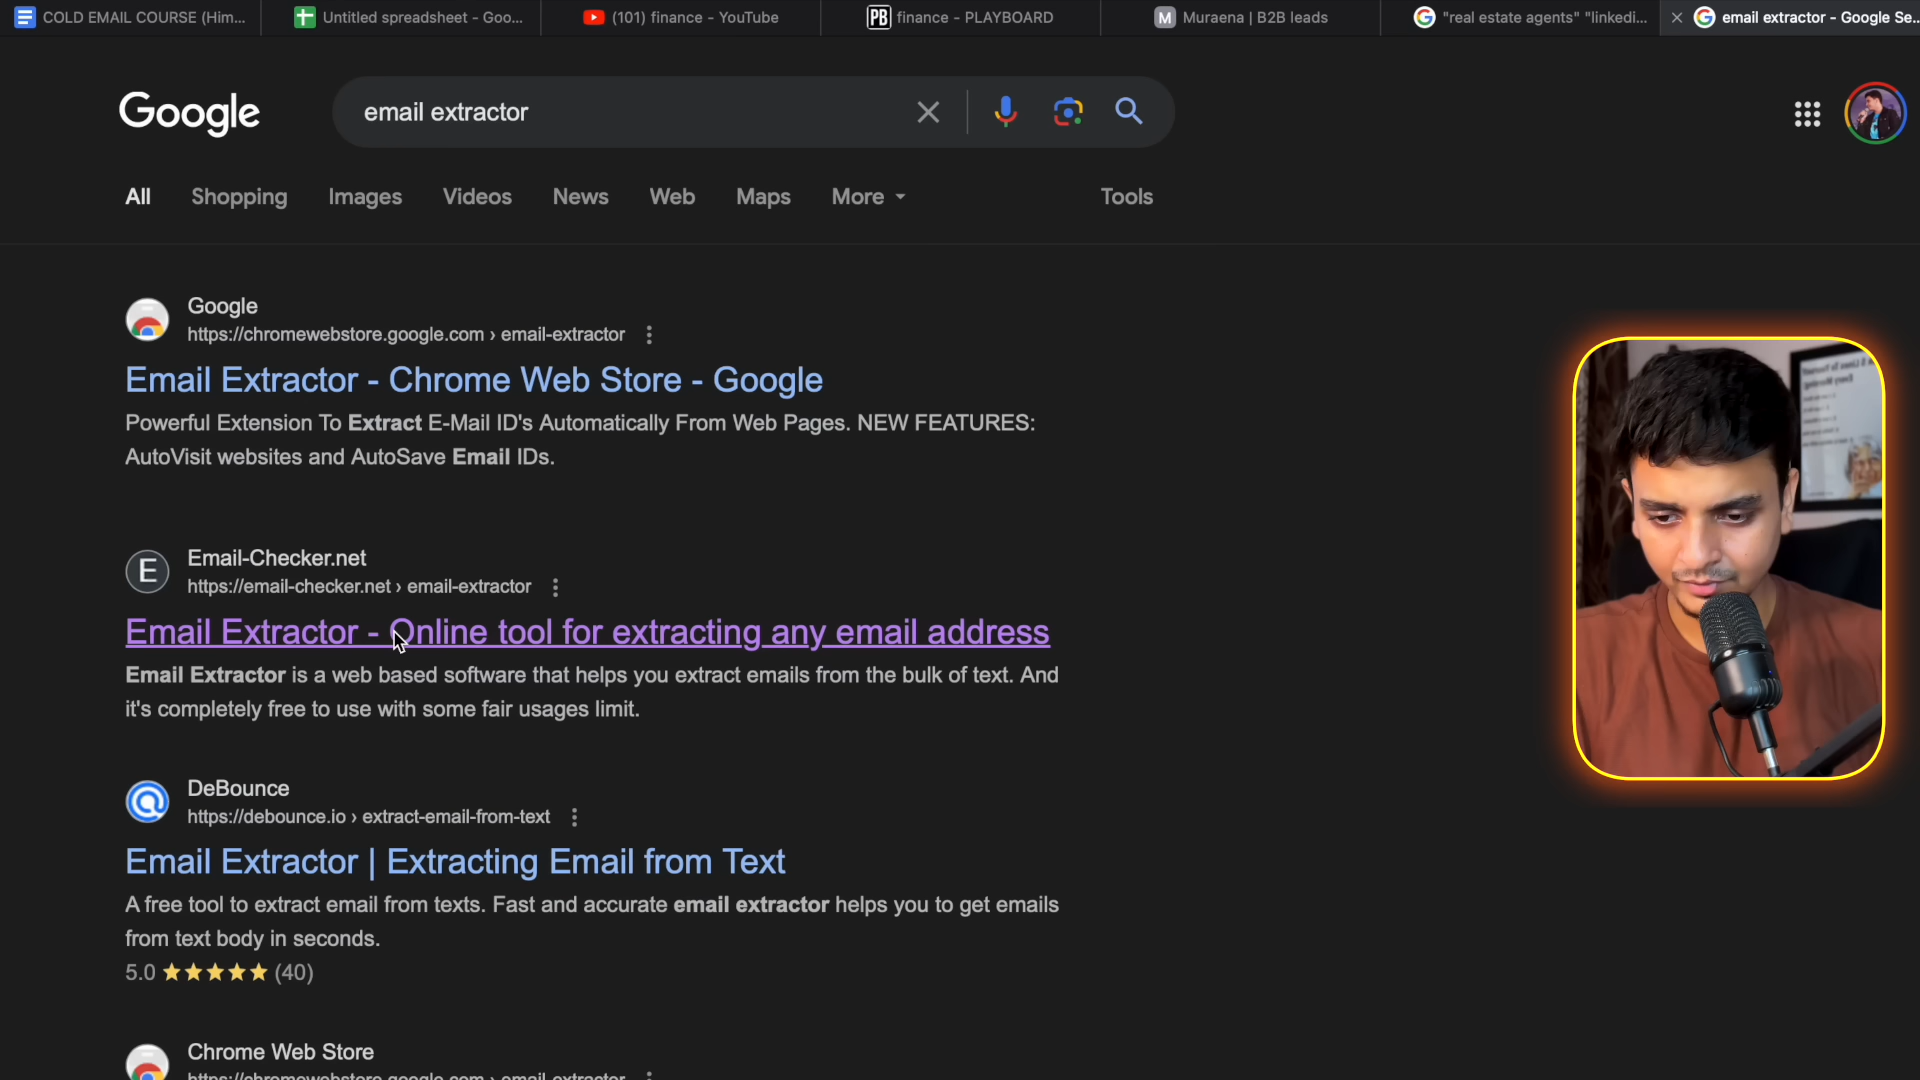 COLD EMAIL COURSE (Him...
Untitled spreadsheet - Goo...
(101) finance - YouTube
PB finance - PLAYBOARD
M Muraena | B2B leads
"real estate agents" "linkedi...
email extractor - Google Se...
Google
email extractor
All Shopping Images Videos News Web Maps More Tools
Google
https://chromewebstore.google.com › email-extractor
Email Extractor - Chrome Web Store - Google
Powerful Extension To Extract E-Mail ID's Automatically From Web Pages. NEW FEATURES:
AutoVisit websites and AutoSave Email IDs.
E
Email-Checker.net
https://email-checker.net › email-extractor
Email Extractor - Online tool for extracting any email address
Email Extractor is a web based software that helps you extract emails from the bulk of text. And
it's completely free to use with some fair usages limit.
DeBounce
https://debounce.io › extract-email-from-text
Email Extractor | Extracting Email from Text
A free tool to extract email from texts. Fast and accurate email extractor helps you to get emails
from text body in seconds.
5.0 ★★★★★ (40)
Chrome Web Store
https://chromewebstore.google.com › email-extractor